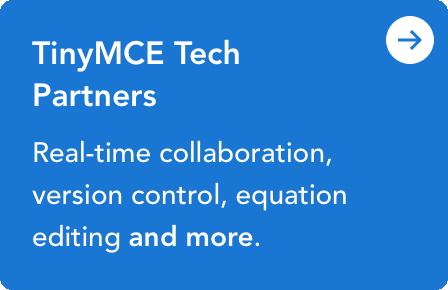 TinyMCE Tech
Partners
Real-time collaboration,
version control, equation
editing and more.